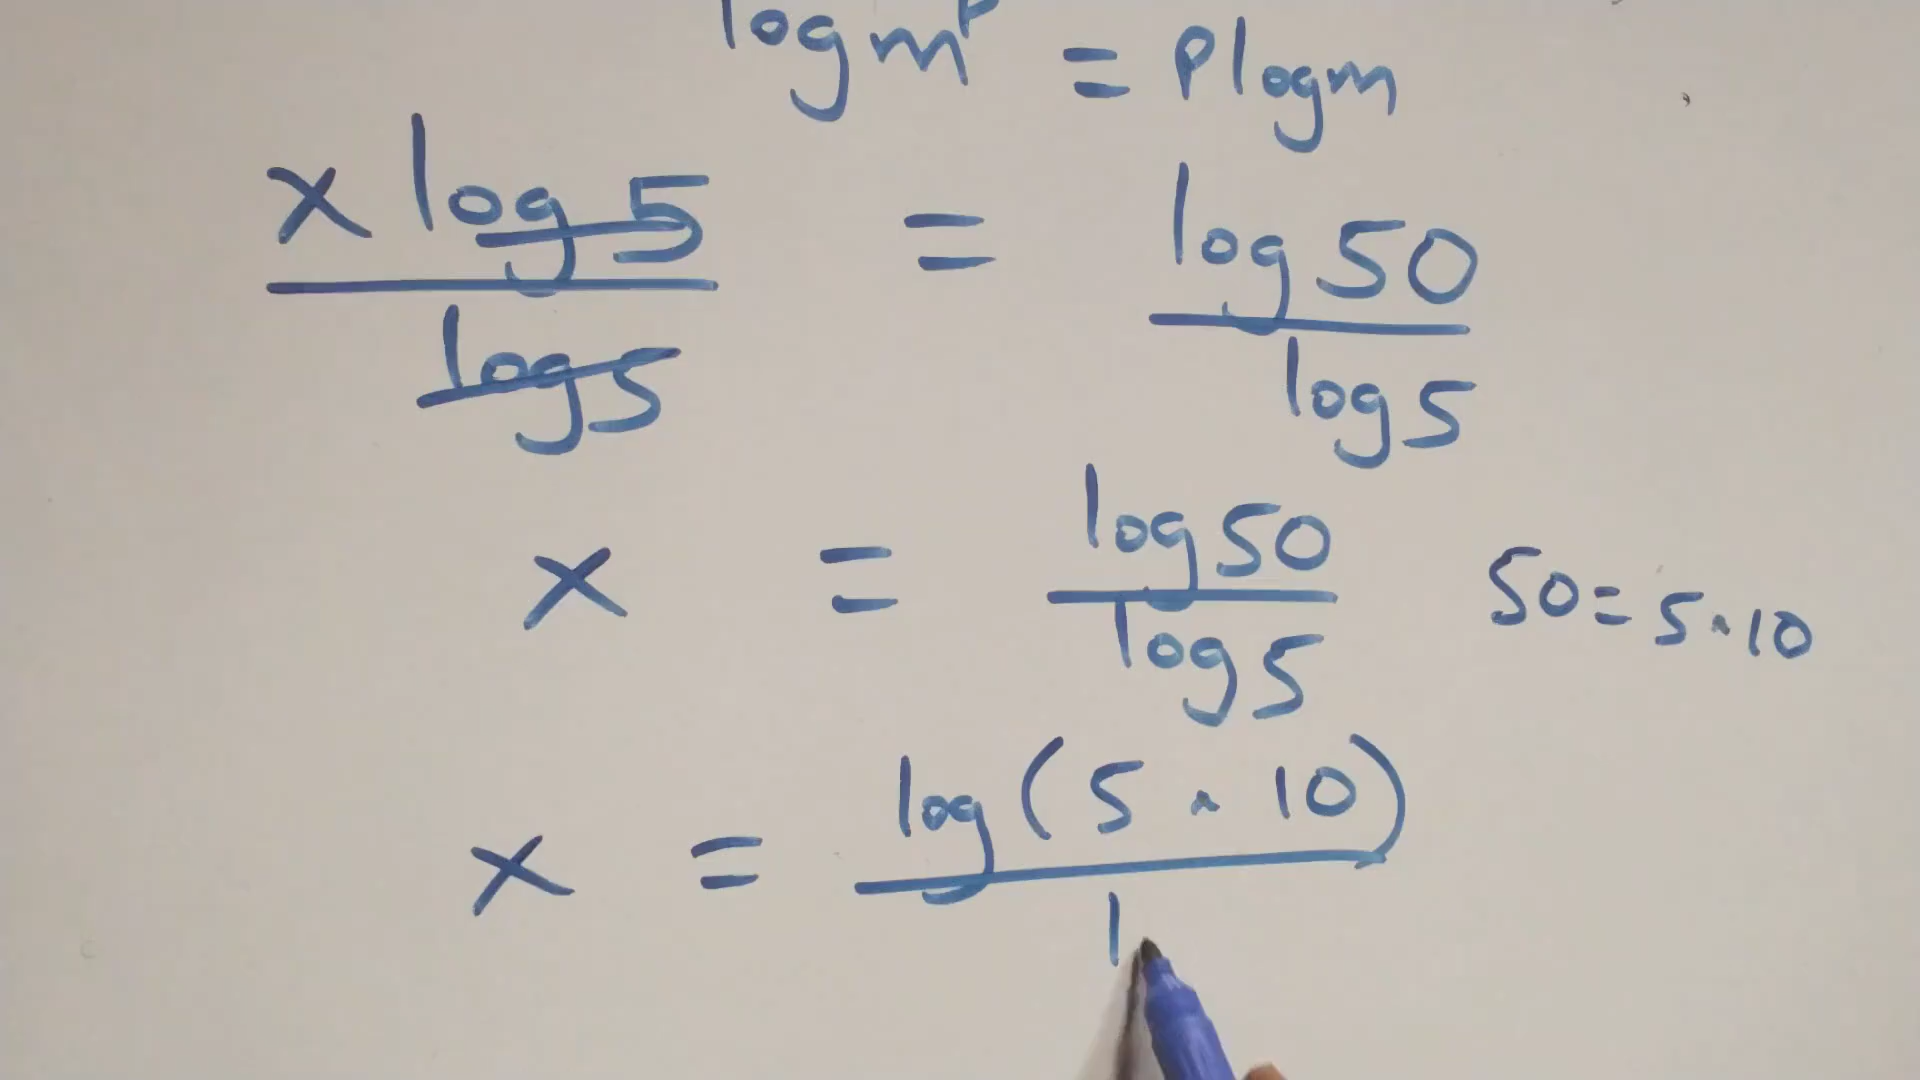 log m^P = P log m
x log 5 / log 5 = log 50 / log 5
x = log 50 / log 5    50 = 5 · 10
x = log ( 5 · 10 ) / l